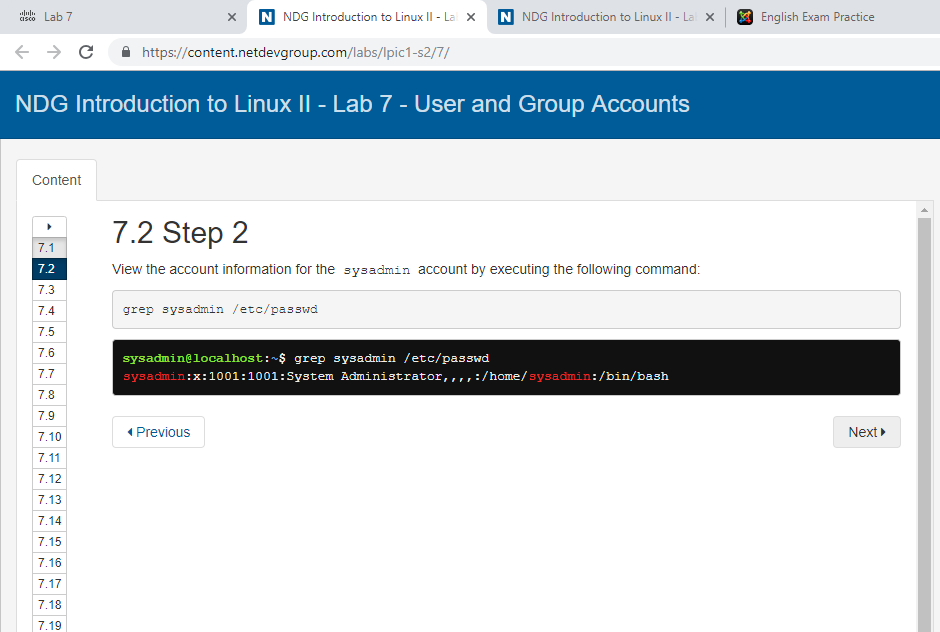 Lab 7
NDG Introduction to Linux II - La
NDG Introduction to Linux II - La
English Exam Practice
https://content.netdevgroup.com/labs/lpic1-s2/7/
NDG Introduction to Linux II - Lab 7 - User and Group Accounts
Content
7.1
7.2
7.3
7.4
7.5
7.6
7.7
7.8
7.9
7.10
7.11
7.12
7.13
7.14
7.15
7.16
7.17
7.18
7.19
7.2 Step 2
View the account information for the sysadmin account by executing the following command:
grep sysadmin /etc/passwd
sysadmin@localhost:~$ grep sysadmin /etc/passwd
sysadmin:x:1001:1001:System Administrator,,,,:/home/sysadmin:/bin/bash
Previous
Next